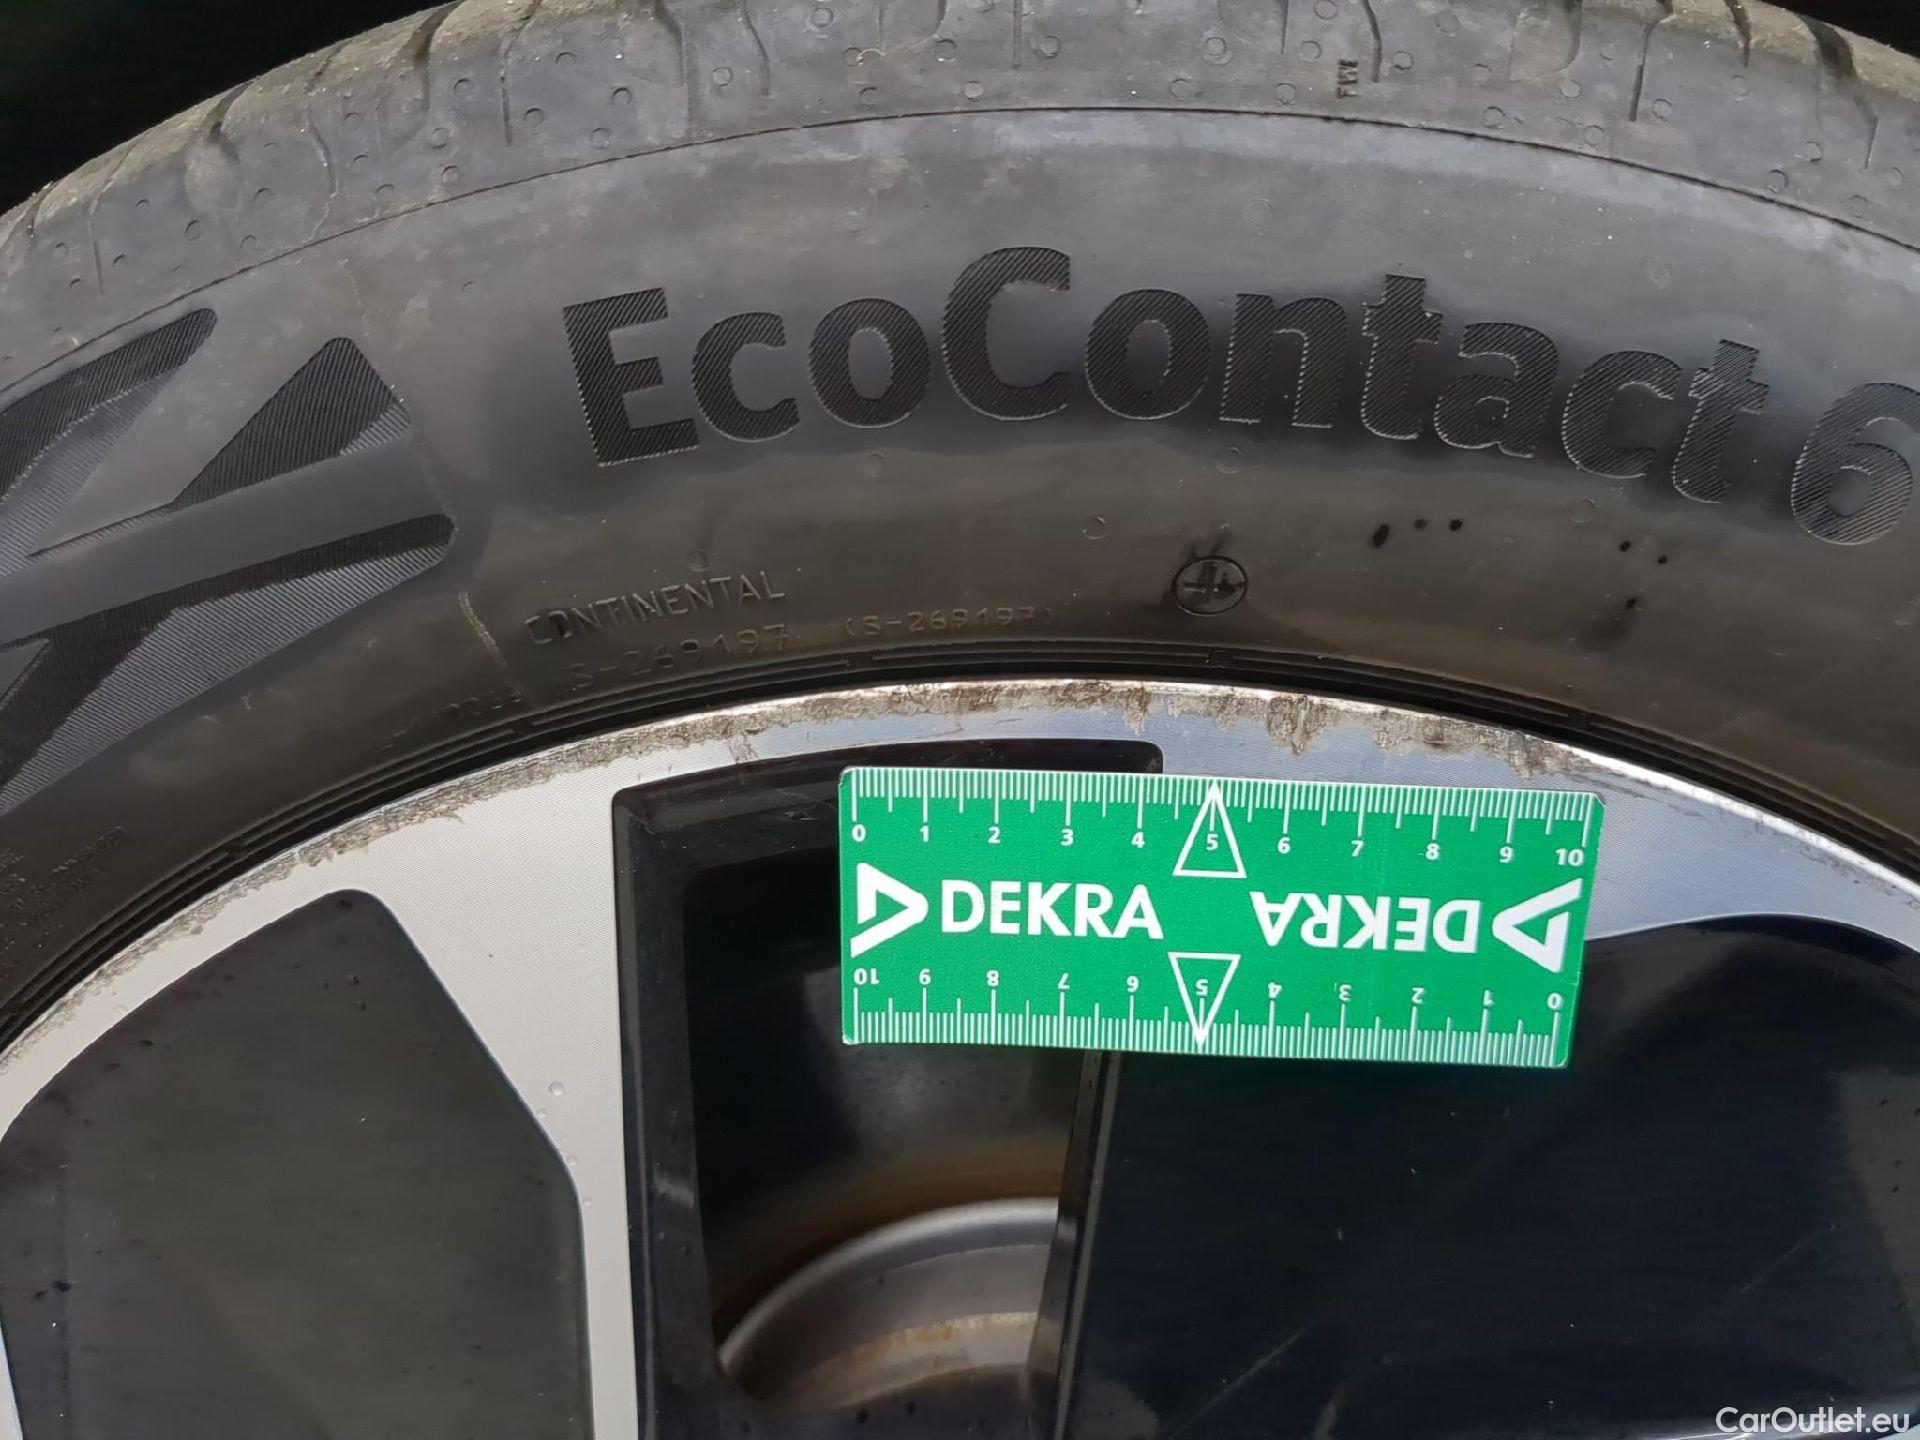 EcoContact 6
CONTINENTAL
S-269197 (S-269197)
0 1 2 3 4 5 6 7 8 9 10
DEKRA DEKRA
10 9 8 7 6 5 4 3 2 1 0
CarOutlet.eu